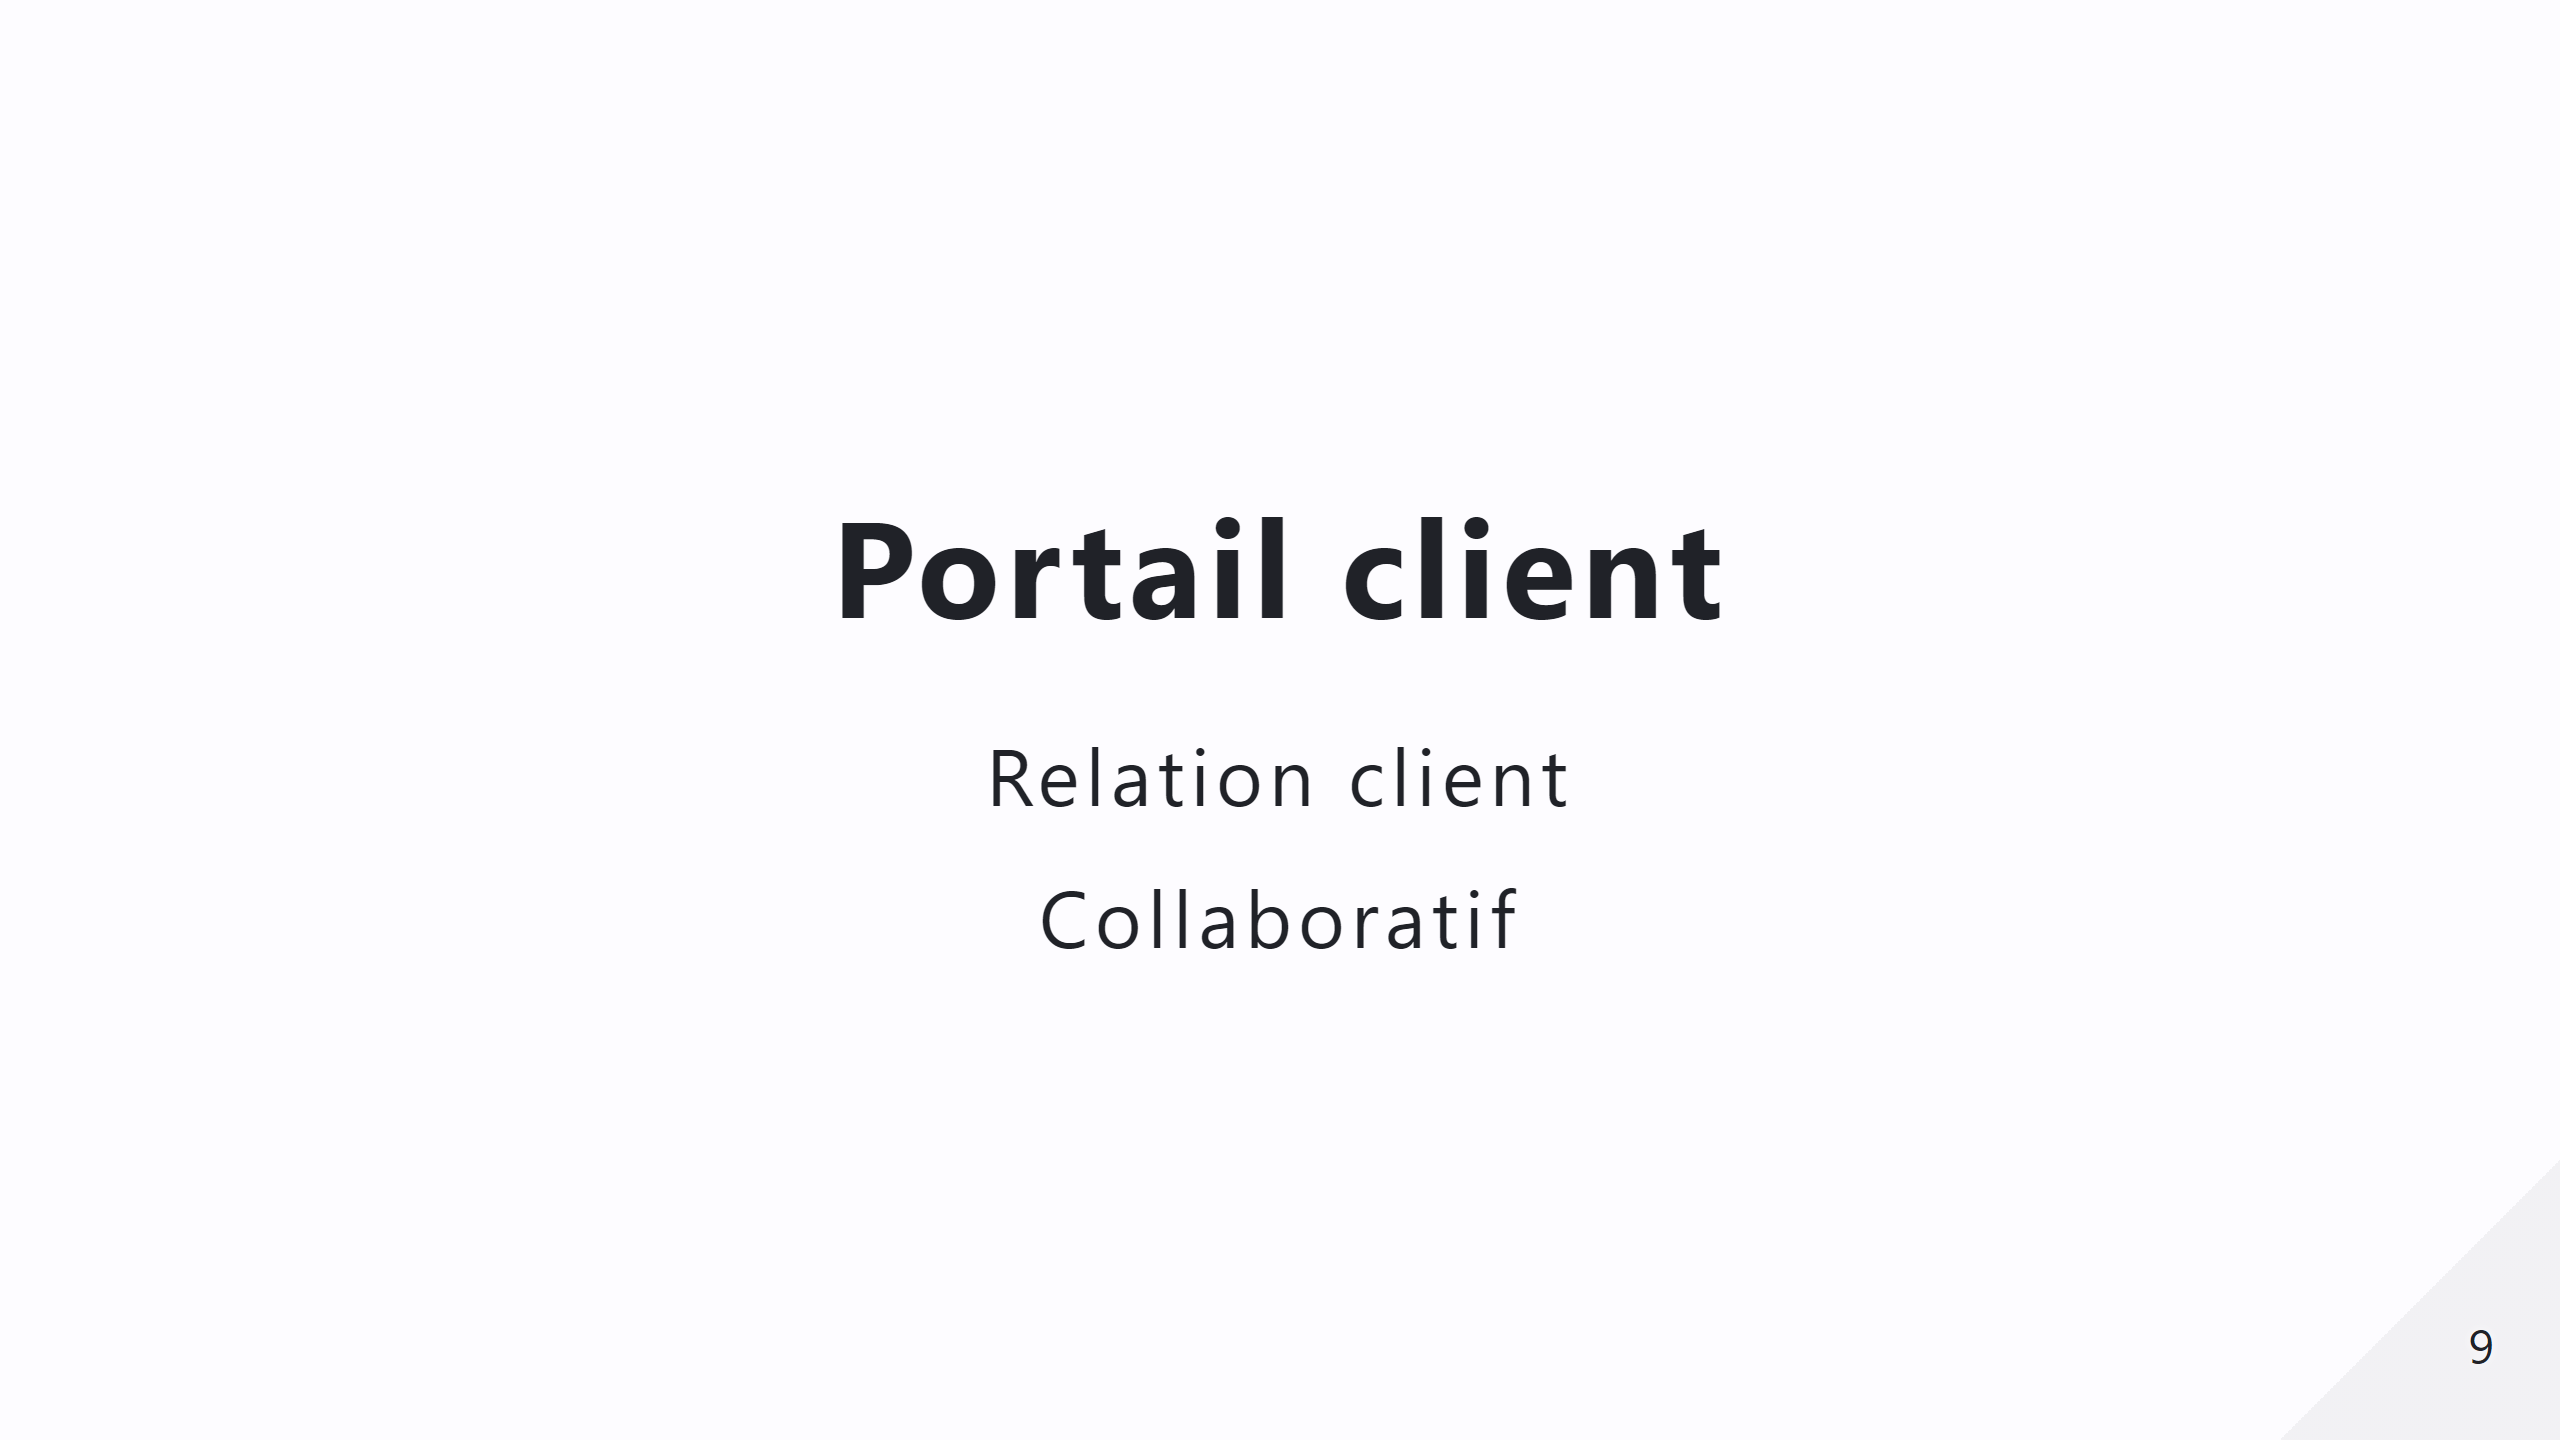 Portail client
Relation client
Collaboratif
9